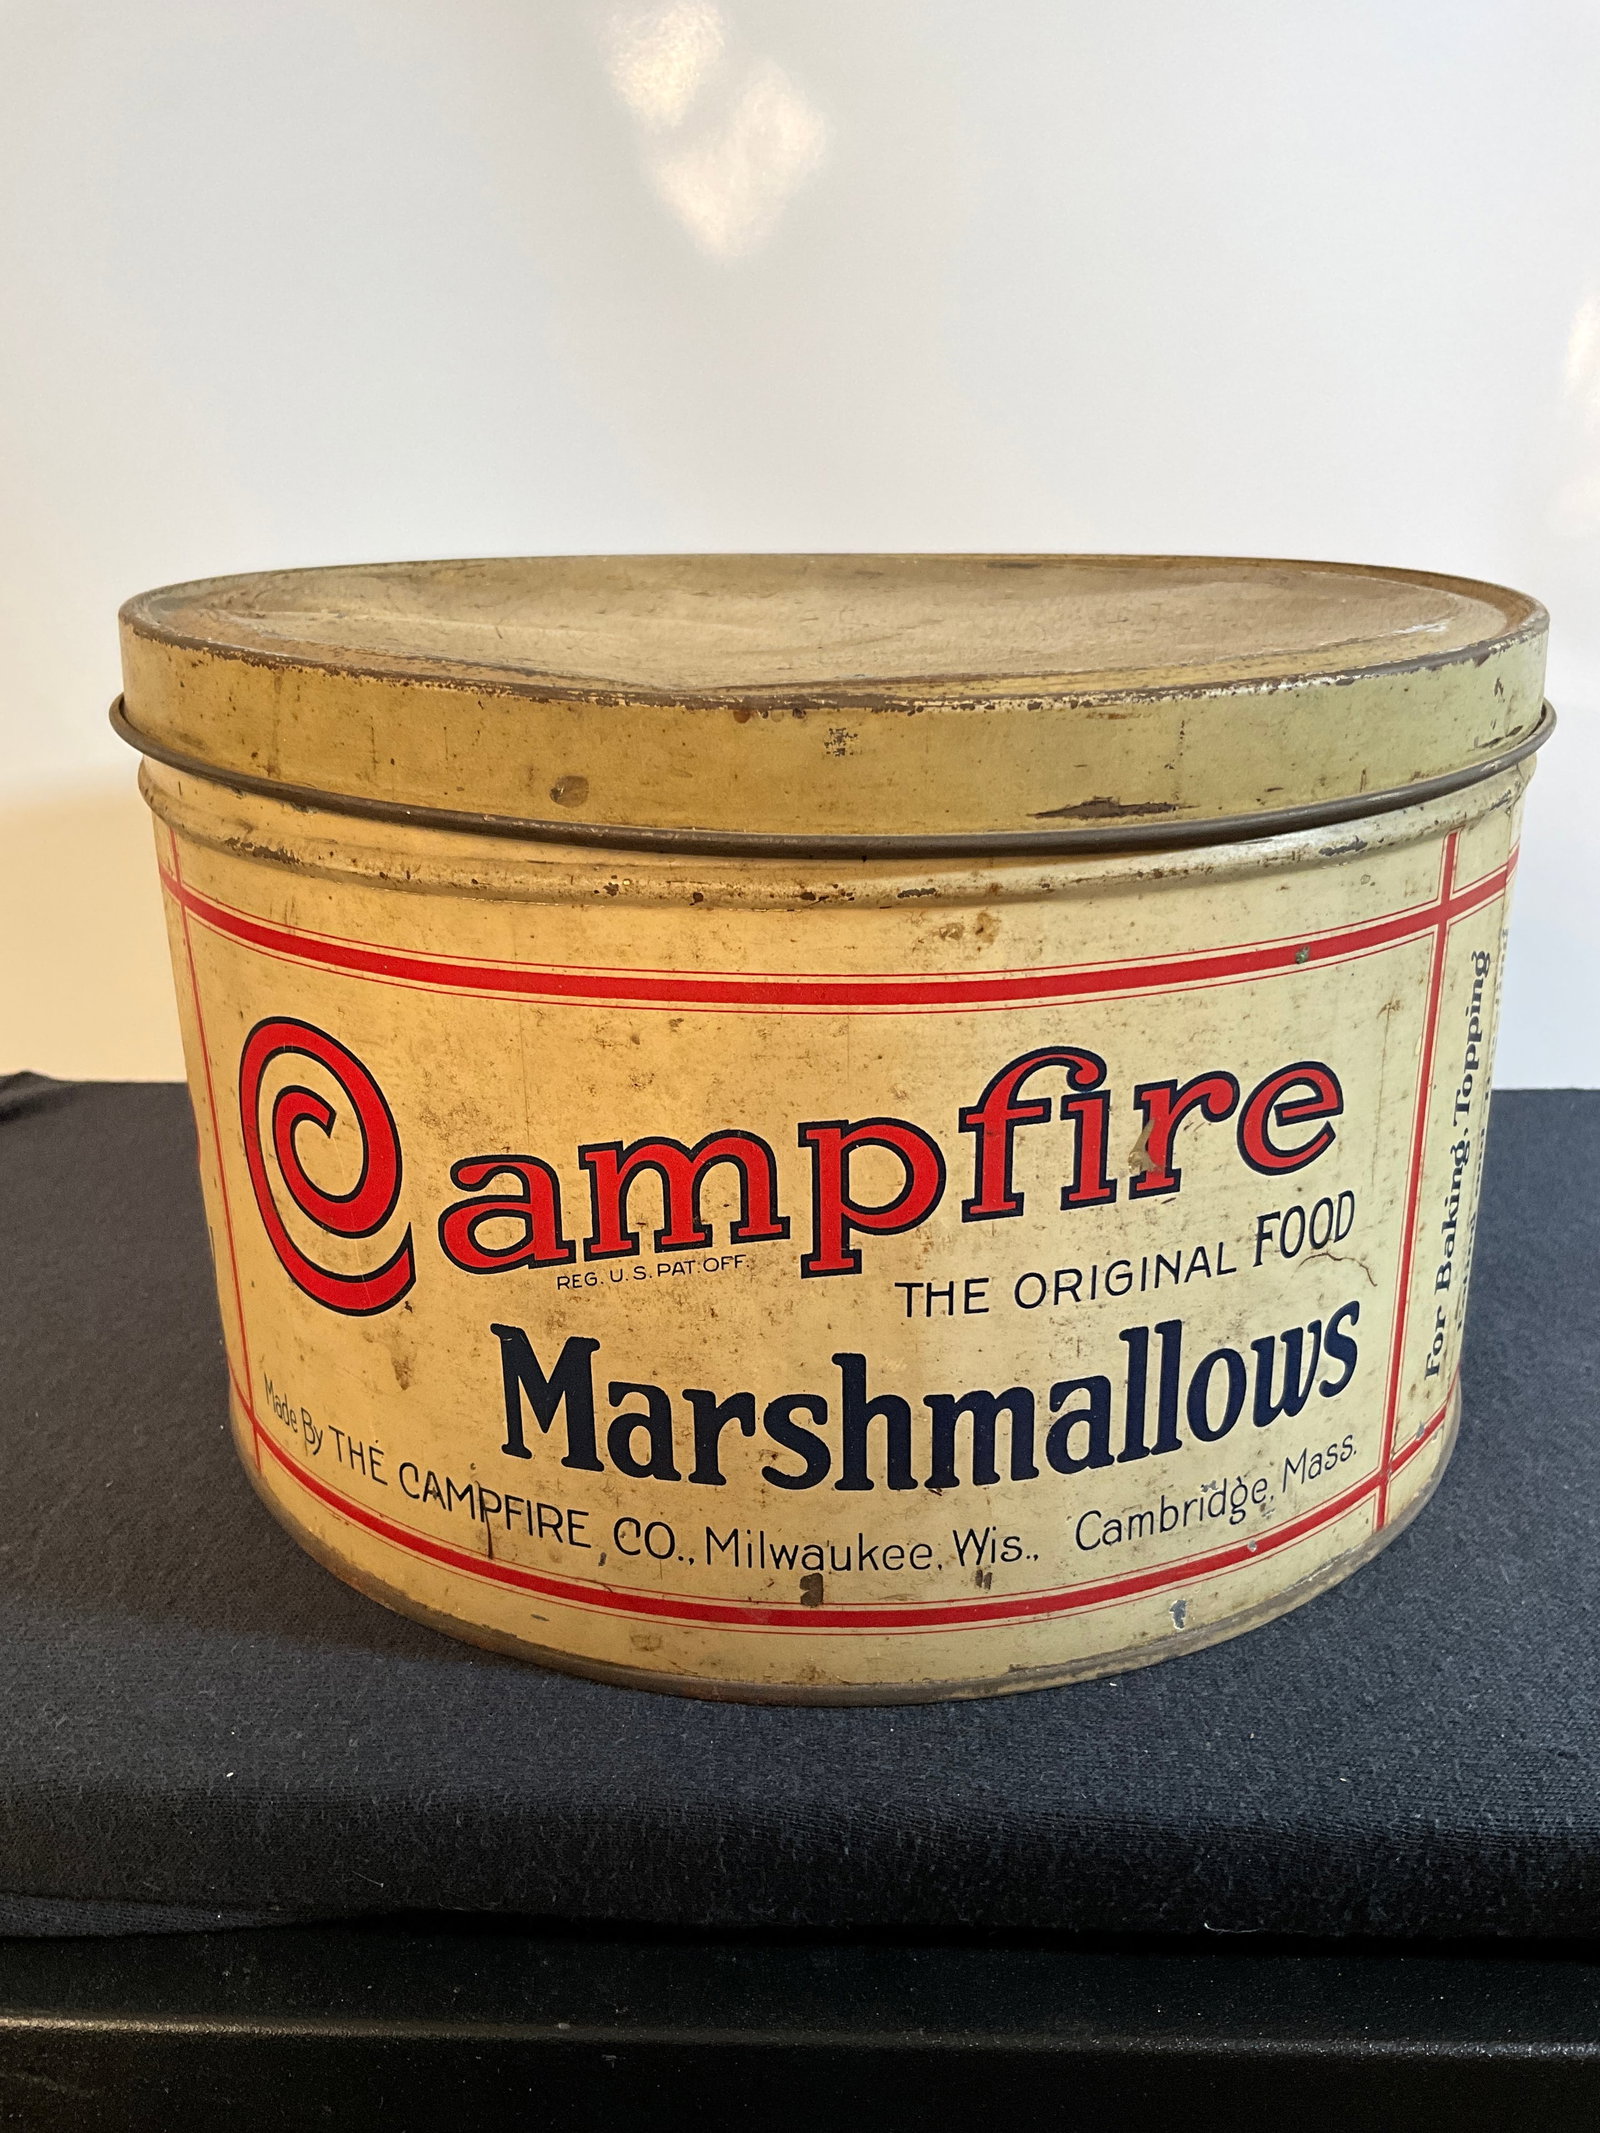 Campfire
REG. U.S. PAT. OFF.
THE ORIGINAL FOOD
Marshmallows
Made By THE CAMPFIRE CO., Milwaukee, Wis., Cambridge, Mass.
For Baking, Topping